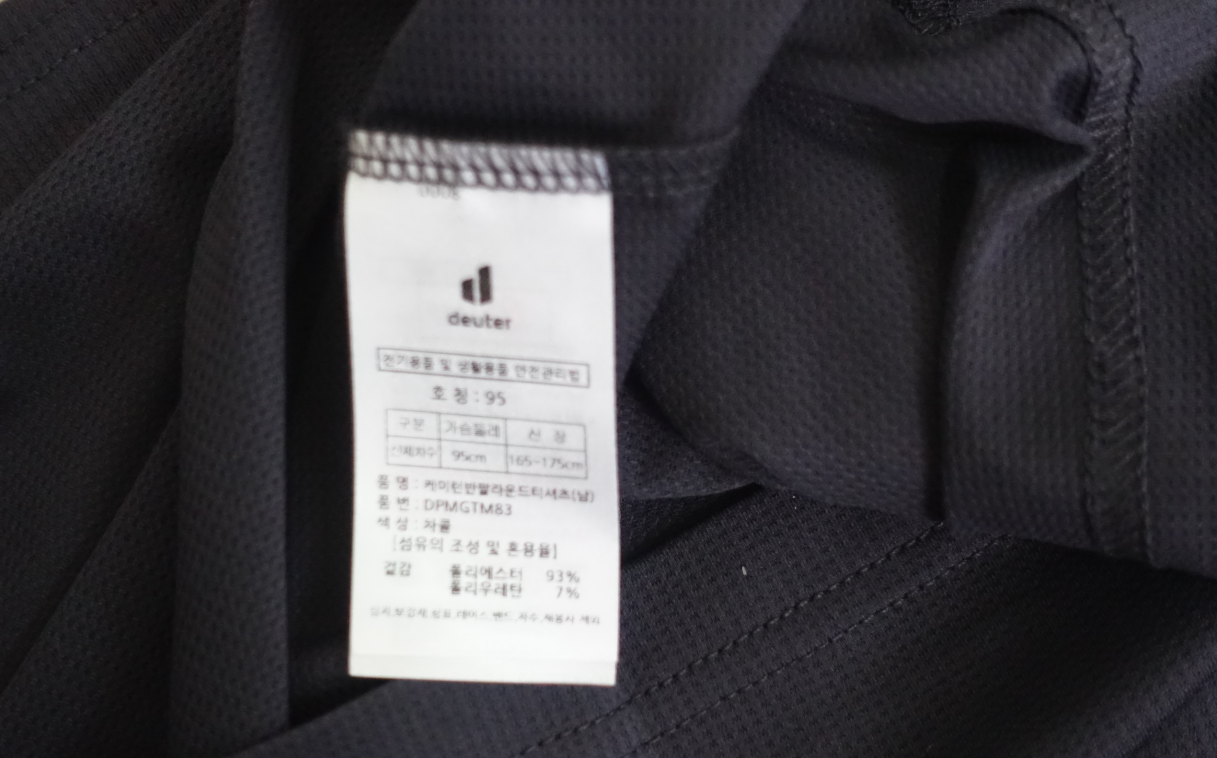 deuter
전기용품 및 생활용품 안전관리법
호 칭 : 95
구분 가슴둘레 신 장
신체치수 95cm 165~175cm
품 명 : 케이턴반팔라운드티셔츠(남)
품 번 : DPMGTM83
색 상 : 차콜
[섬유의 조성 및 혼용율]
겉감 폴리에스터 93%
폴리우레탄 7%
제외